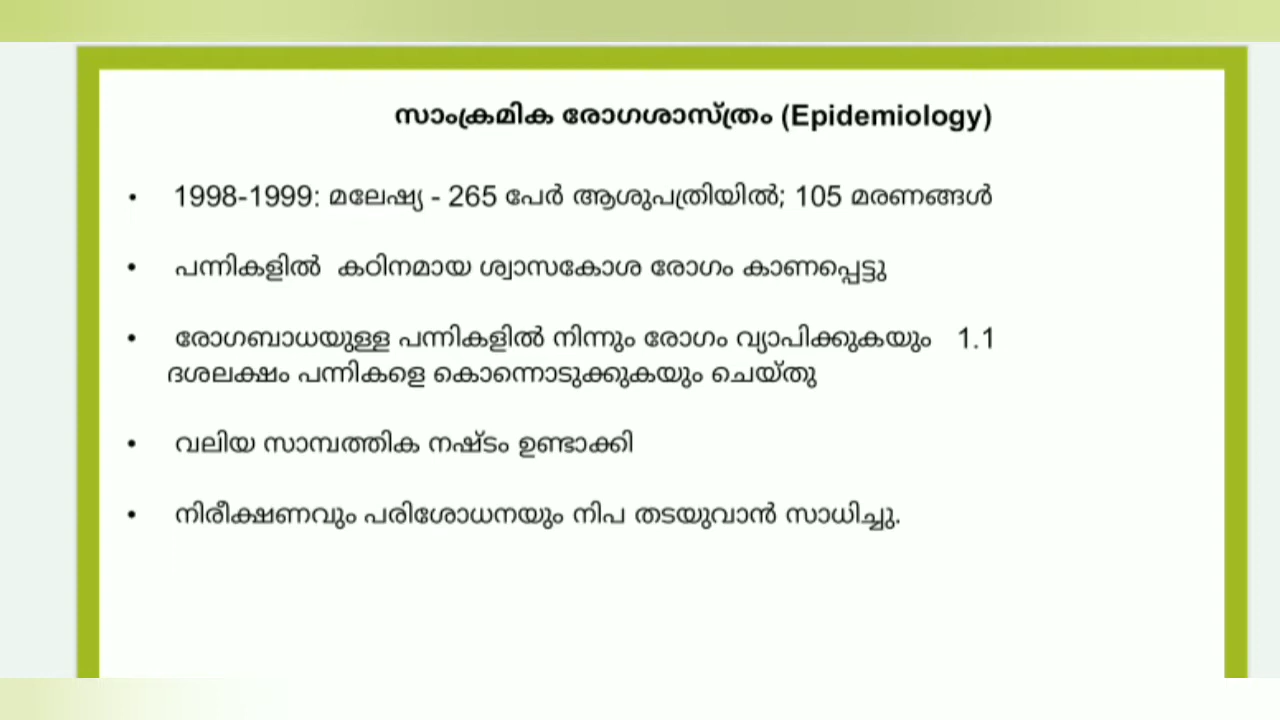 സാംക്രമിക രോഗശാസ്ത്രം (Epidemiology)
• 1998-1999: മലേഷ്യ - 265 പേർ ആശുപത്രിയിൽ; 105 മരണങ്ങൾ
• പന്നികളിൽ കഠിനമായ ശ്വാസകോശ രോഗം കാണപ്പെട്ടു
• രോഗബാധയുള്ള പന്നികളിൽ നിന്നും രോഗം വ്യാപിക്കുകയും 1.1
ദശലക്ഷം പന്നികളെ കൊന്നൊടുക്കുകയും ചെയ്തു
• വലിയ സാമ്പത്തിക നഷ്ടം ഉണ്ടാക്കി
• നിരീക്ഷണവും പരിശോധനയും നിപ തടയുവാൻ സാധിച്ചു.